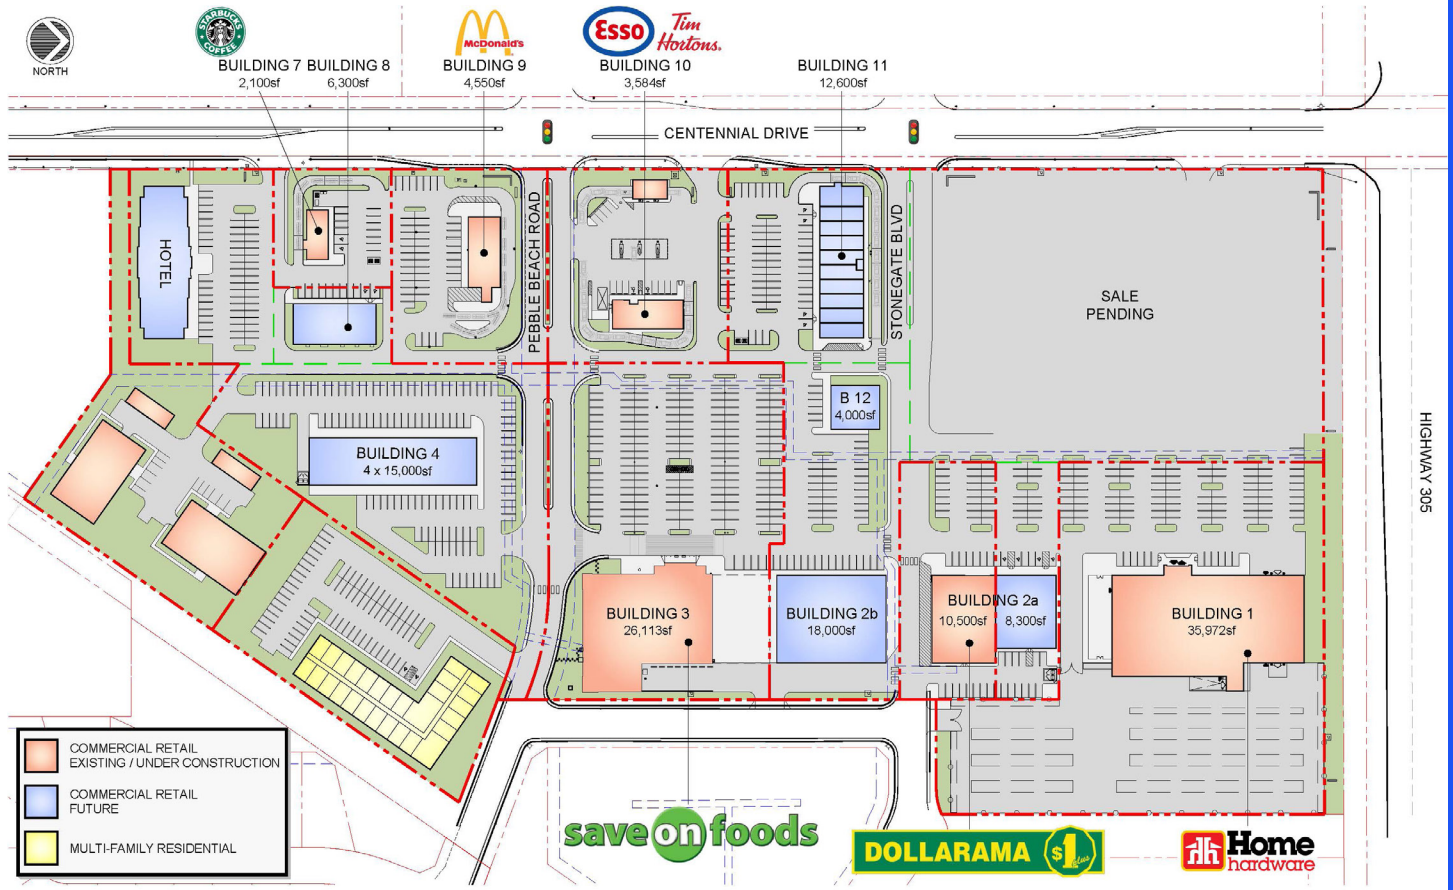 NORTH
STARBUCKS
COFFEE
McDonald's
Esso
Tim
Hortons.
BUILDING 7
2,100sf
BUILDING 8
6,300sf
BUILDING 9
4,550sf
BUILDING 10
3,584sf
BUILDING 11
12,600sf
CENTENNIAL DRIVE
HOTEL
PEBBLE BEACH ROAD
STONEGATE BLVD
SALE
PENDING
HIGHWAY 305
B 12
4,000sf
BUILDING 4
4 x 15,000sf
BUILDING 3
26,113sf
BUILDING 2b
18,000sf
BUILDING 2a
10,500sf
8,300sf
BUILDING 1
35,972sf
COMMERCIAL RETAIL
EXISTING / UNDER CONSTRUCTION
COMMERCIAL RETAIL
FUTURE
MULTI-FAMILY RESIDENTIAL
save on foods
DOLLARAMA $1 plus
Home
hardware